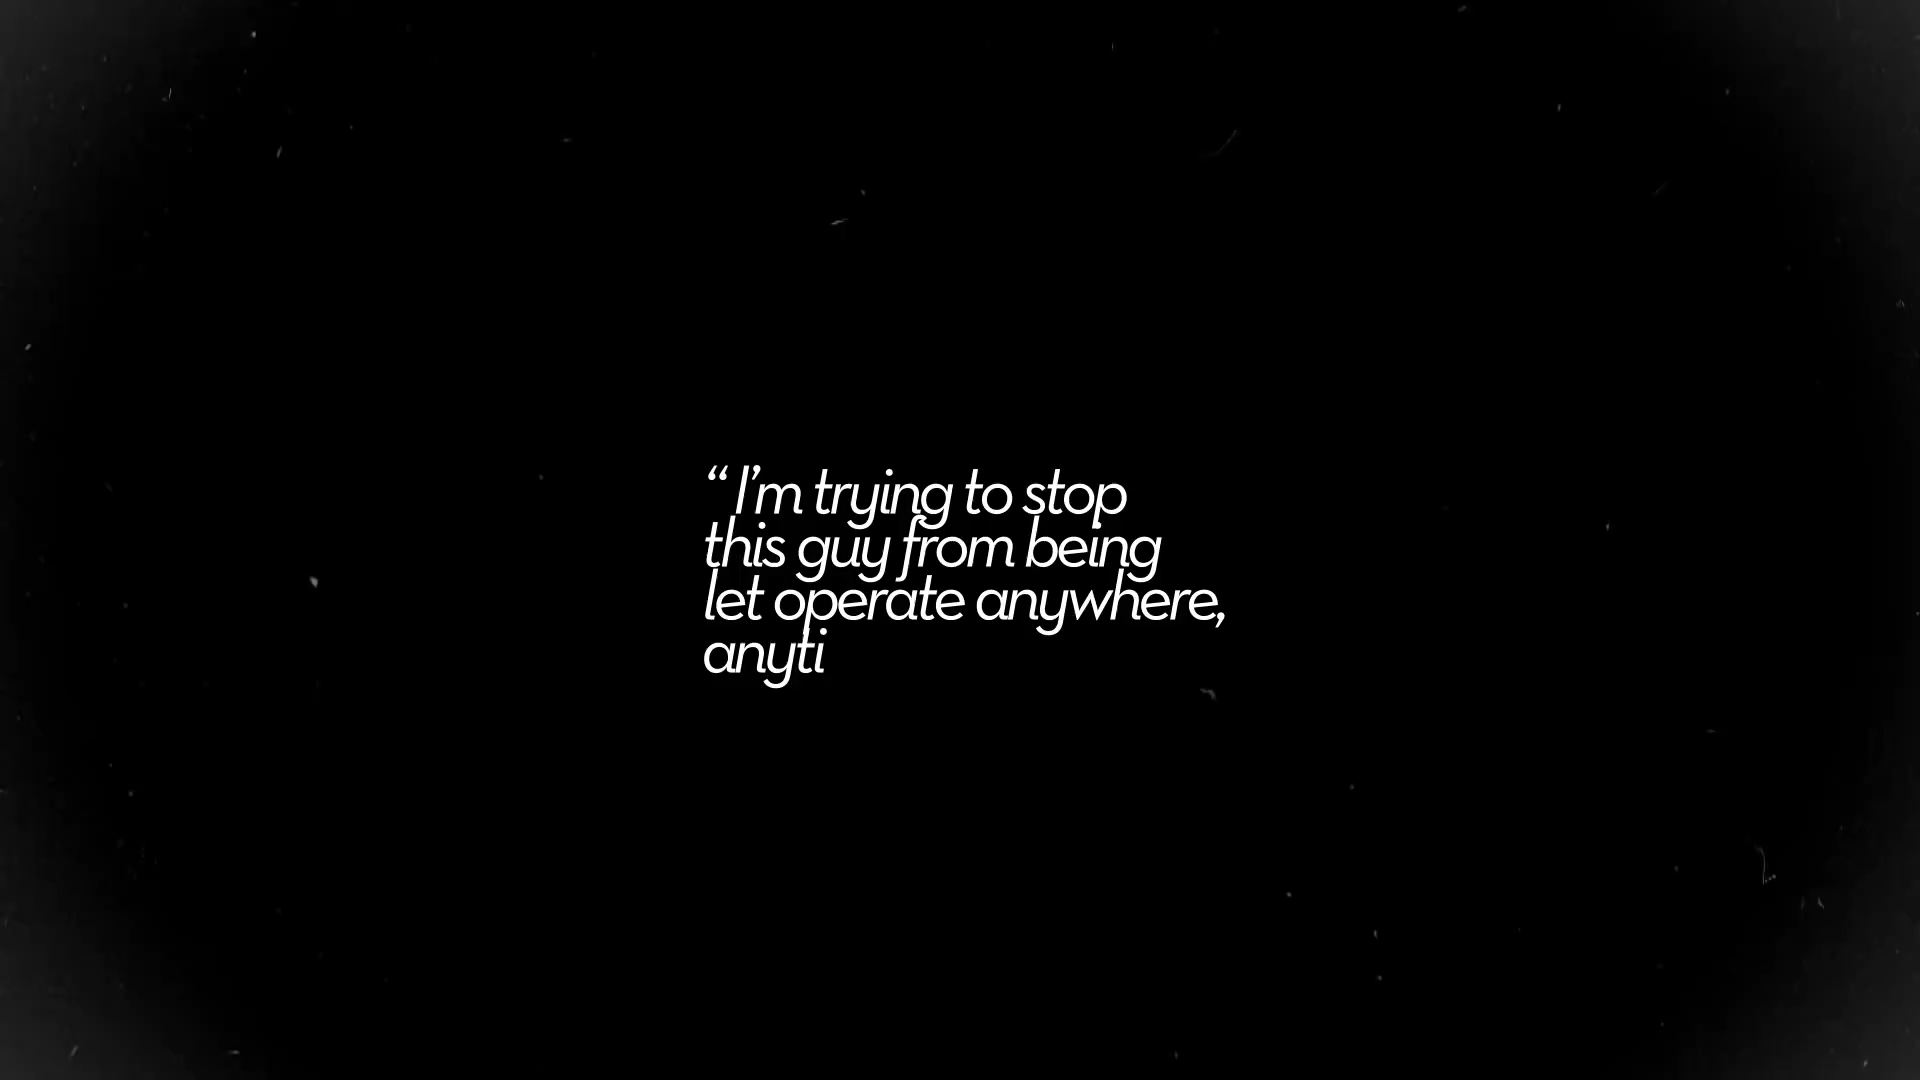 “ I’m trying to stop
this guy from being
let operate anywhere,
anyti